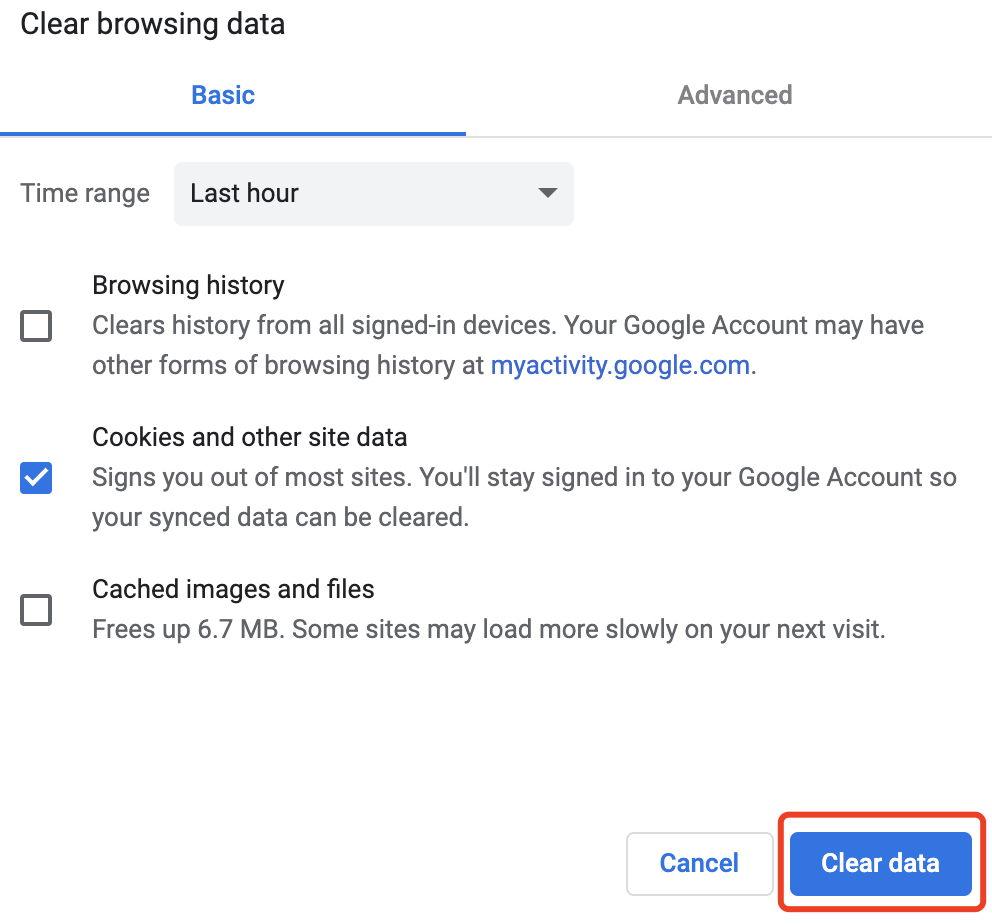 Clear browsing data
Basic
Advanced
Time range
Last hour
Browsing history
Clears history from all signed-in devices. Your Google Account may have
other forms of browsing history at myactivity.google.com.
Cookies and other site data
Signs you out of most sites. You'll stay signed in to your Google Account so
your synced data can be cleared.
Cached images and files
Frees up 6.7 MB. Some sites may load more slowly on your next visit.
Cancel
Clear data